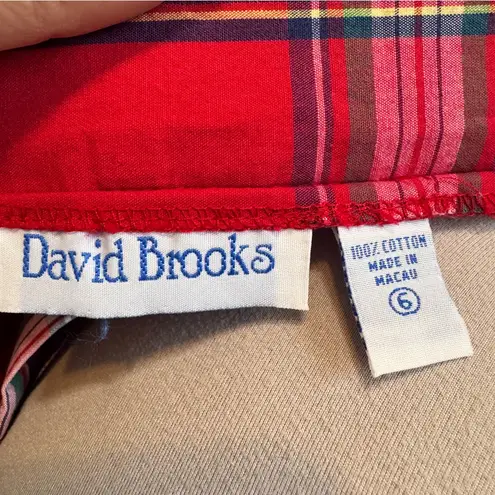 David Brooks
100% COTTON
MADE IN
MACAU
6